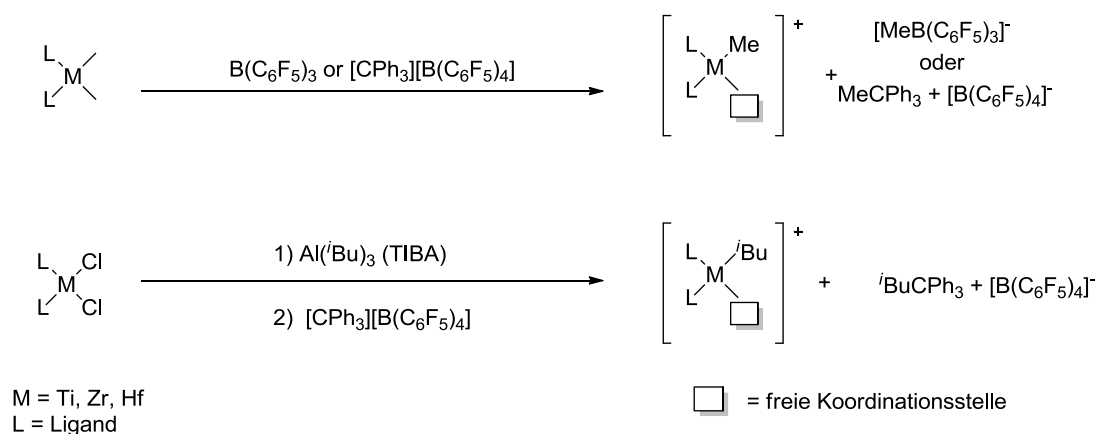 L
M
L
B(C₆F₅)₃ or [CPh₃][B(C₆F₅)₄]
L
M
Me
L
+
+
[MeB(C₆F₅)₃]⁻
oder
MeCPh₃ + [B(C₆F₅)₄]⁻
L
M
Cl
L
Cl
1) Al(ⁱBu)₃ (TIBA)
2) [CPh₃][B(C₆F₅)₄]
L
M
ⁱBu
L
+
+
ⁱBuCPh₃ + [B(C₆F₅)₄]⁻
M = Ti, Zr, Hf
L = Ligand
= freie Koordinationsstelle